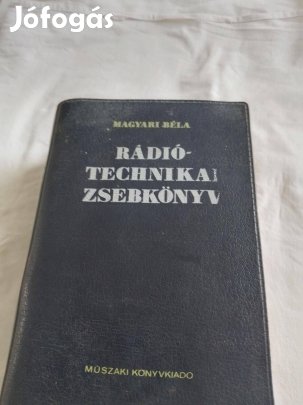 Jófogás
MAGYARI BÉLA
RÁDIÓ-
TECHNIKAI
ZSEBKÖNYV
MŰSZAKI KÖNYVKIADÓ